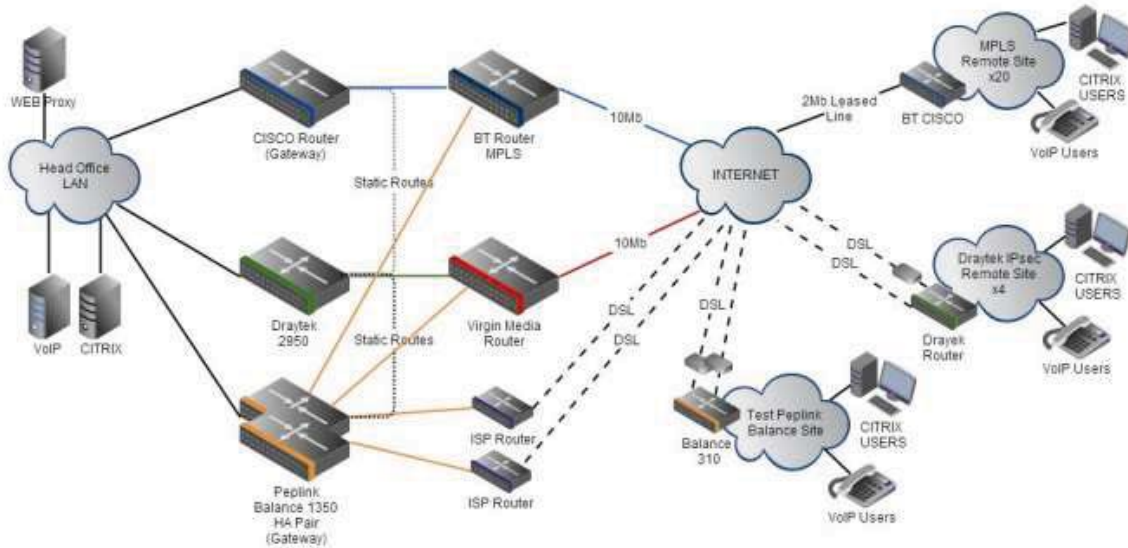 WEB Proxy
Head Office
LAN
VoIP
CITRIX
CISCO Router
(Gateway)
BT Router
MPLS
Static Routes
Draytek
2950
Virgin Media
Router
Static Routes
Peplink
Balance 1350
HA Pair
(Gateway)
ISP Router
ISP Router
10Mb
10Mb
DSL
DSL
INTERNET
2Mb Leased
Line
BT CISCO
MPLS
Remote Site
x20
CITRIX
USERS
VoIP Users
DSL
DSL
Draytek IPsec
Remote Site
x4
Drayek
Router
CITRIX
USERS
VoIP Users
DSL
Balance
310
Test Peplink
Balance Site
CITRIX
USERS
VoIP Users